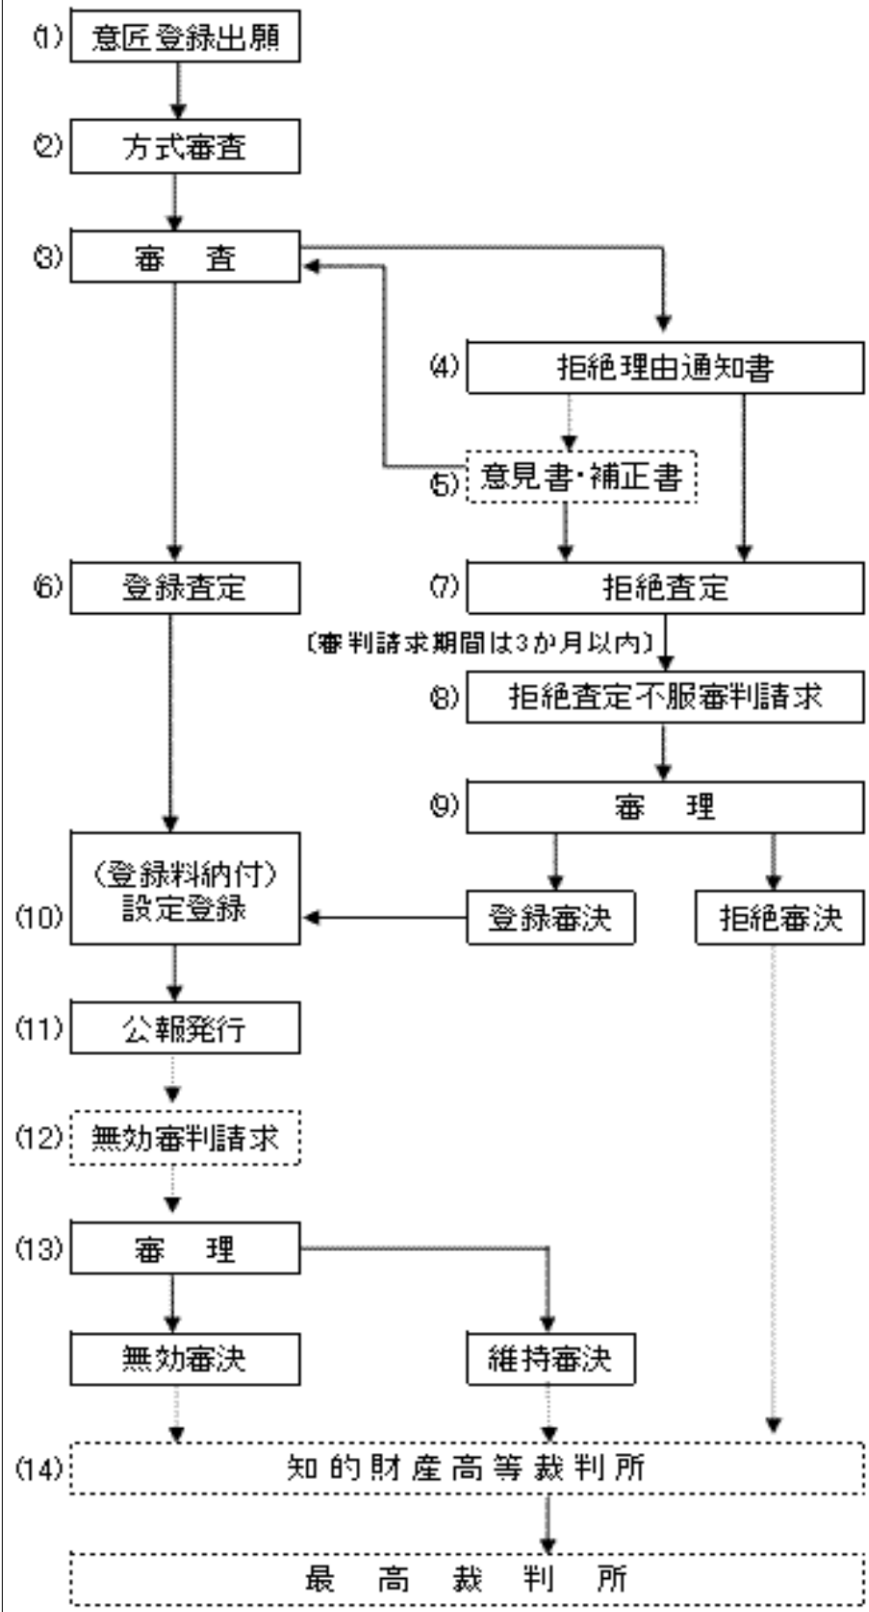 (1) 意匠登録出願
(2) 方式審査
(3) 審 査
(4) 拒絶理由通知書
(5) 意見書・補正書
(6) 登録査定
(7) 拒絶査定
〔審判請求期間は3か月以内〕
(8) 拒絶査定不服審判請求
(9) 審 理
(登録料納付)
(10) 設定登録
登録審決
拒絶審決
(11) 公報発行
(12) 無効審判請求
(13) 審 理
無効審決
維持審決
(14) 知的財産高等裁判所
最高裁判所